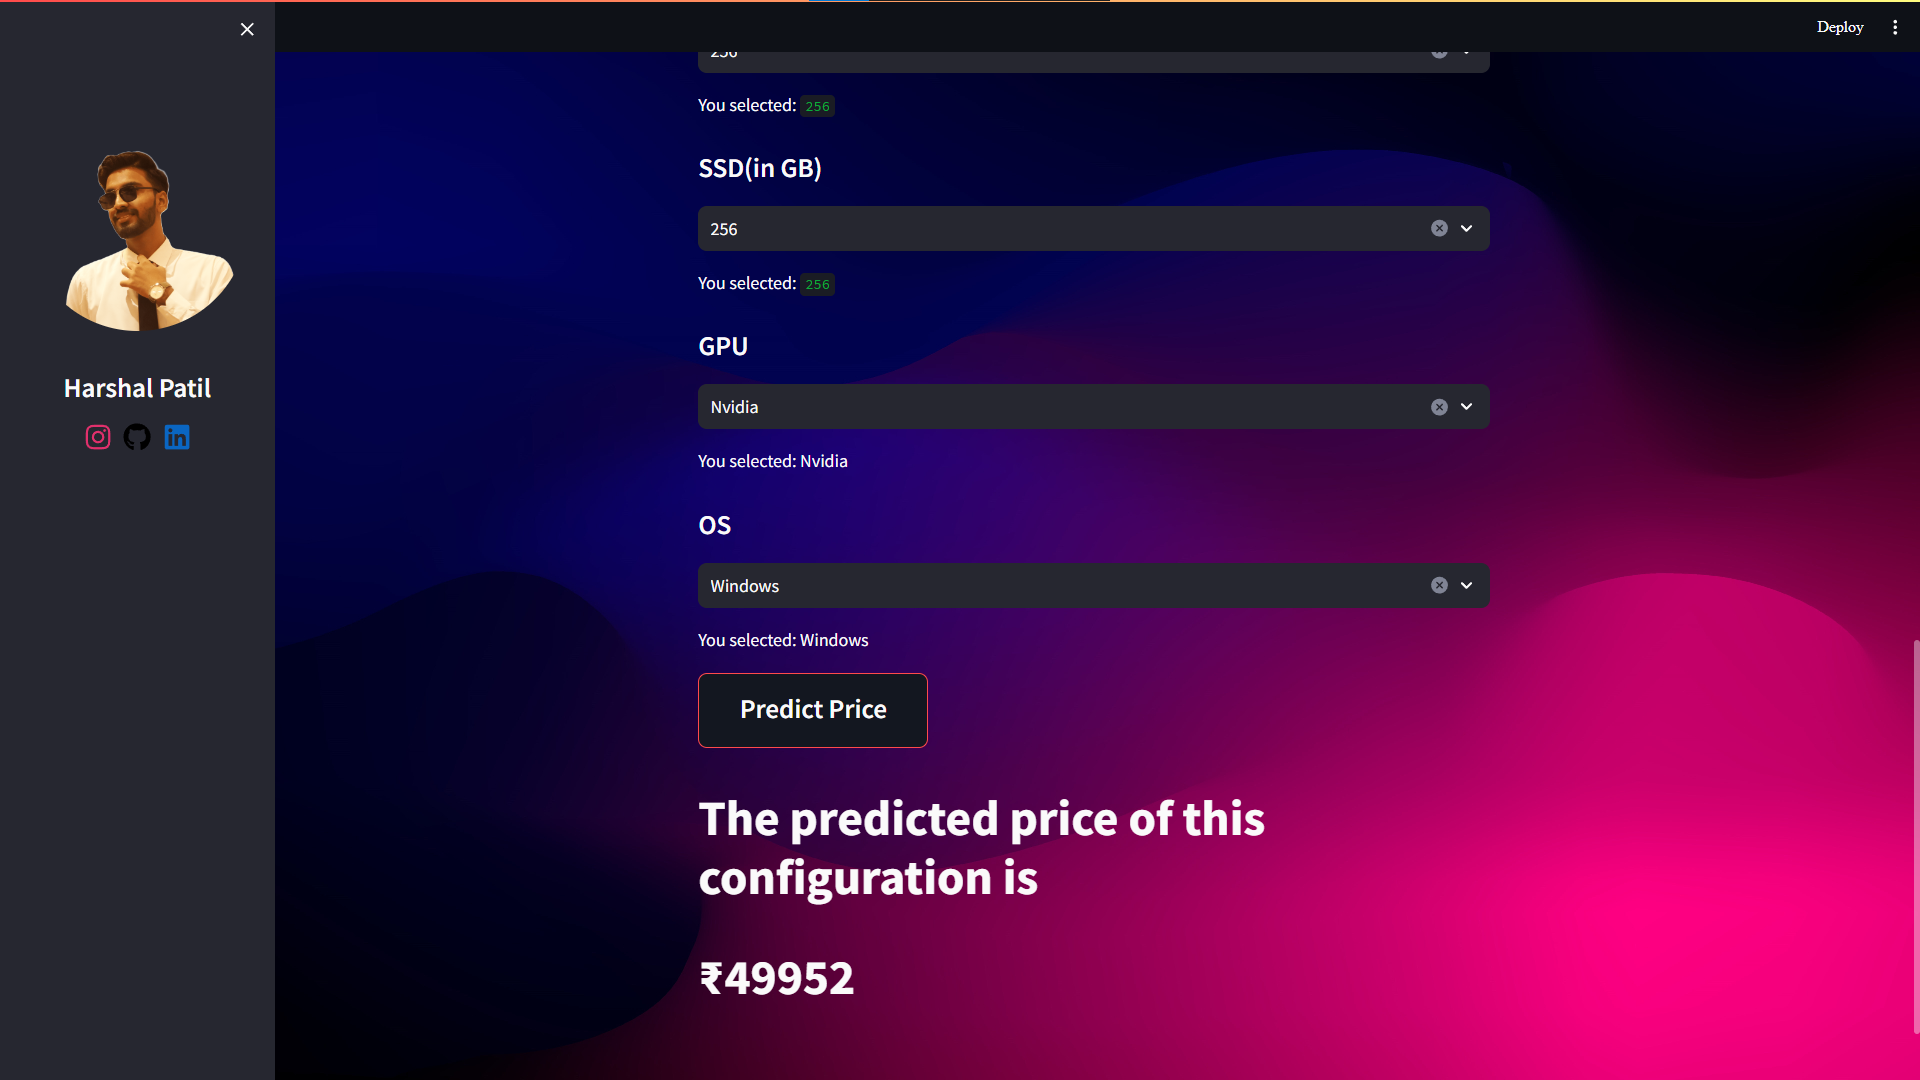 Deploy
Harshal Patil
256
You selected: 256
SSD(in GB)
256
You selected: 256
GPU
Nvidia
You selected: Nvidia
OS
Windows
You selected: Windows
Predict Price
The predicted price of this
configuration is
₹49952